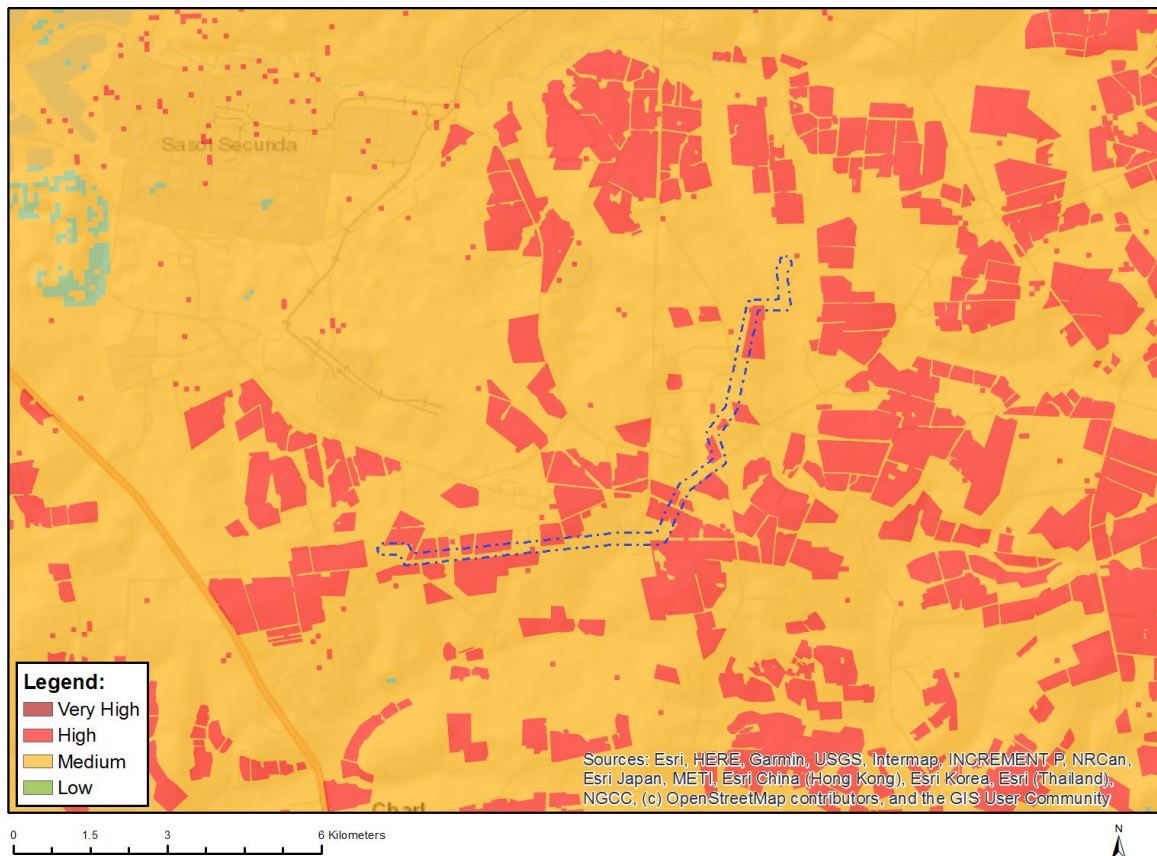 Sasol Secunda
Legend:
Very High
High
Medium
Low
Sources: Esri, HERE, Garmin, USGS, Intermap, INCREMENT P, NRCan,
Esri Japan, METI, Esri China (Hong Kong), Esri Korea, Esri (Thailand),
NGCC, (c) OpenStreetMap contributors, and the GIS User Community
Charl
0 1.5 3 6 Kilometers
N